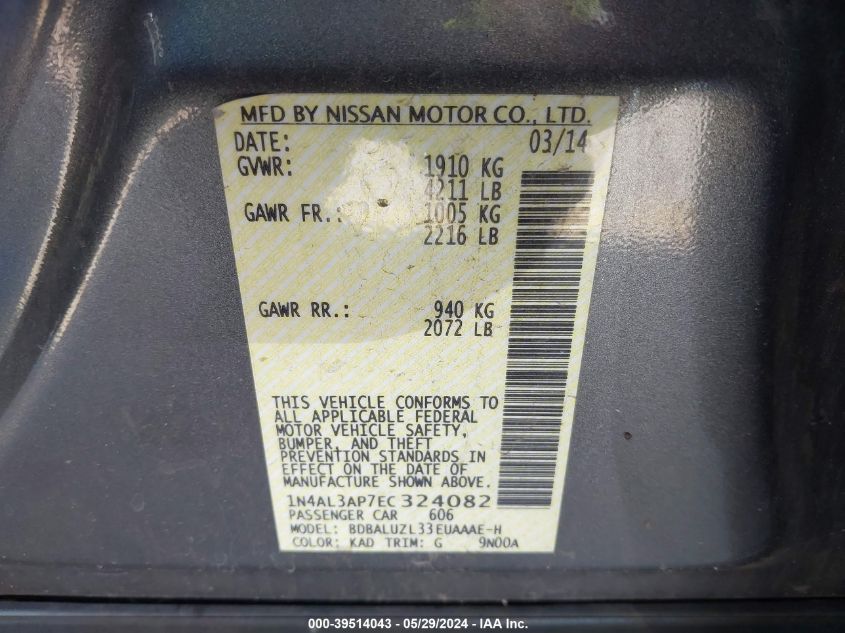 MFD BY NISSAN MOTOR CO., LTD.
DATE: 03/14
GVWR: 1910 KG
4211 LB
GAWR FR.: 1005 KG
2216 LB
GAWR RR.: 940 KG
2072 LB
THIS VEHICLE CONFORMS TO
ALL APPLICABLE FEDERAL
MOTOR VEHICLE SAFETY,
BUMPER, AND THEFT
PREVENTION STANDARDS IN
EFFECT ON THE DATE OF
MANUFACTURE SHOWN ABOVE.
1N4AL3AP7EC324082
PASSENGER CAR 606
MODEL: BDBALUZL33EUAAAE-H
COLOR: KAD TRIM: G 9N00A
000-39514043 - 05/29/2024 - IAA Inc.